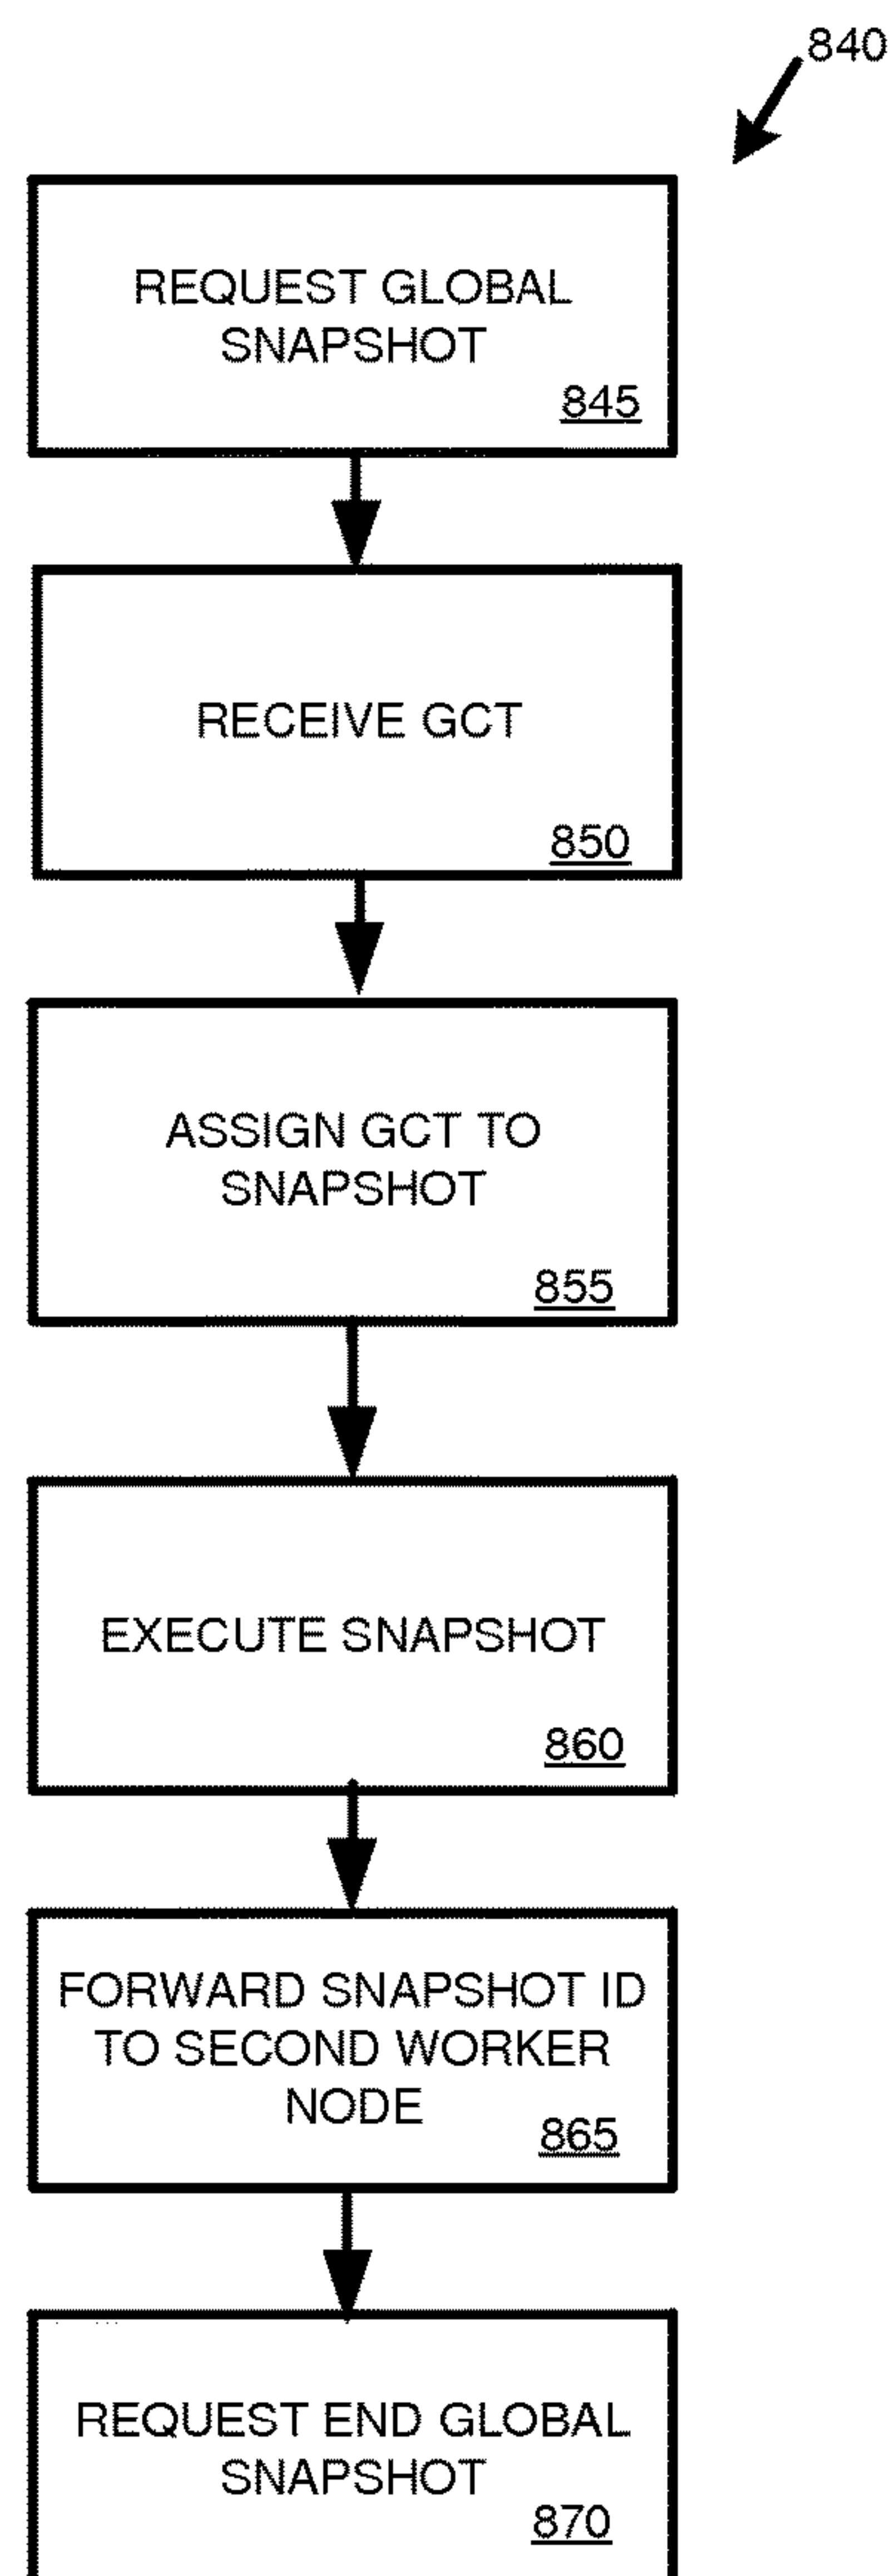 840
REQUEST GLOBAL
SNAPSHOT
845
RECEIVE GCT
850
ASSIGN GCT TO
SNAPSHOT
855
EXECUTE SNAPSHOT
860
FORWARD SNAPSHOT ID
TO SECOND WORKER
NODE
865
REQUEST END GLOBAL
SNAPSHOT
870